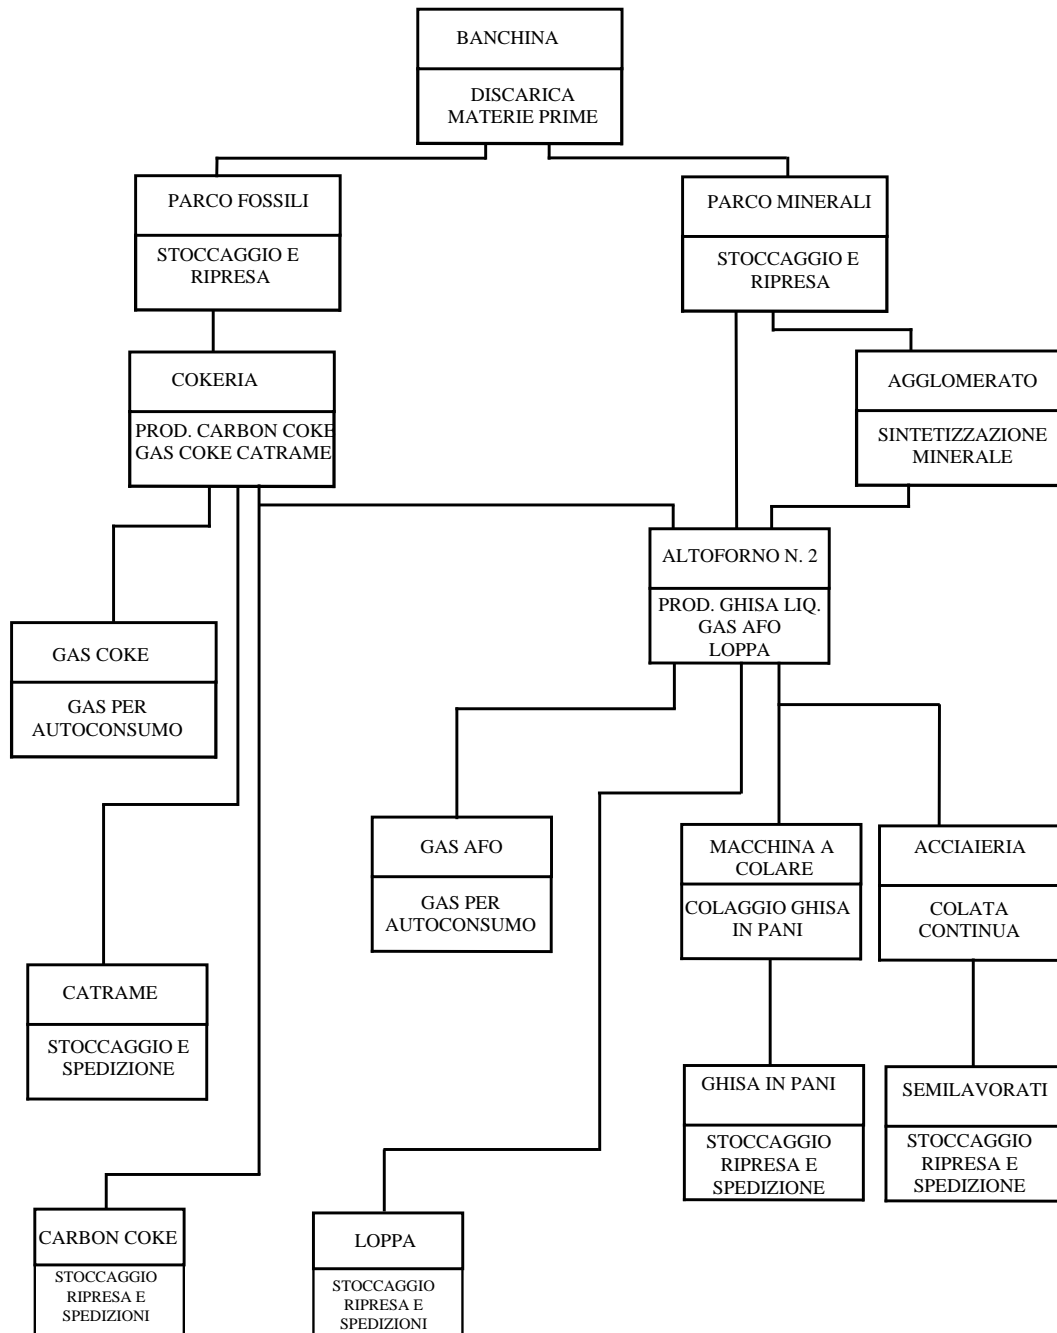 BANCHINA
DISCARICA
MATERIE PRIME
PARCO FOSSILI
STOCCAGGIO E
RIPRESA
PARCO MINERALI
STOCCAGGIO E
RIPRESA
COKERIA
PROD. CARBON COKE
GAS COKE CATRAME
AGGLOMERATO
SINTETIZZAZIONE
MINERALE
ALTOFORNO N. 2
PROD. GHISA LIQ.
GAS AFO
LOPPA
GAS COKE
GAS PER
AUTOCONSUMO
GAS AFO
GAS PER
AUTOCONSUMO
MACCHINA A
COLARE
COLAGGIO GHISA
IN PANI
ACCIAIERIA
COLATA
CONTINUA
CATRAME
STOCCAGGIO E
SPEDIZIONE
GHISA IN PANI
STOCCAGGIO
RIPRESA E
SPEDIZIONE
SEMILAVORATI
STOCCAGGIO
RIPRESA E
SPEDIZIONE
CARBON COKE
STOCCAGGIO
RIPRESA E
SPEDIZIONI
LOPPA
STOCCAGGIO
RIPRESA E
SPEDIZIONI